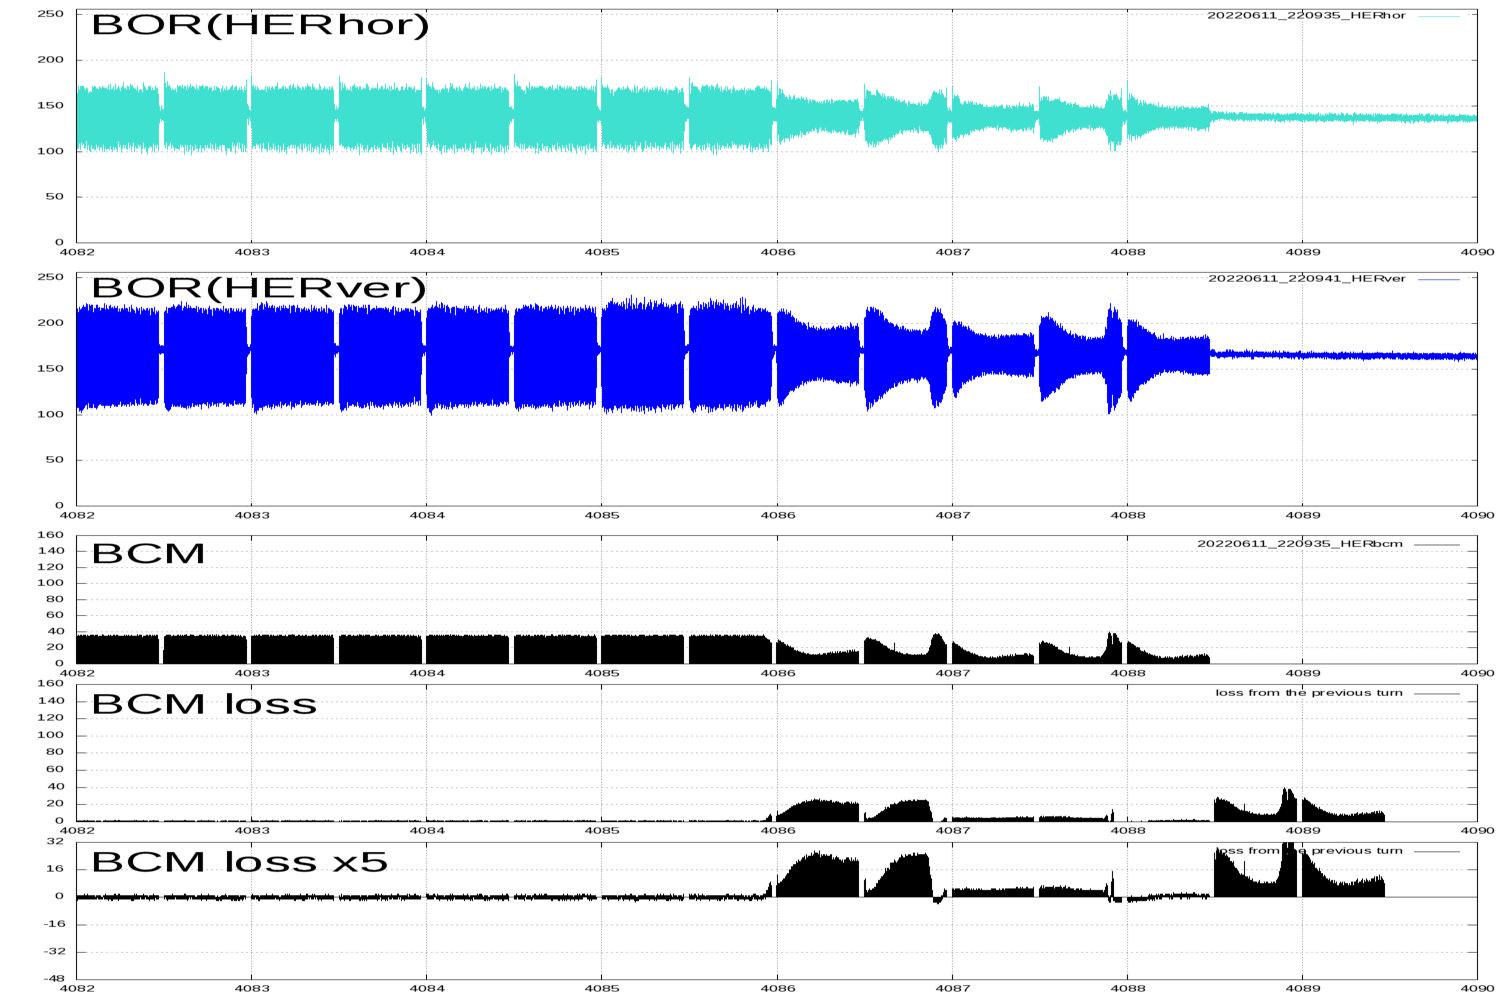 BOR(HERhor)
20220611_220935_HERhor
250
200
150
100
50
0
4082 4083 4084 4085 4086 4087 4088 4089 4090
BOR(HERver)
20220611_220941_HERver
250
200
150
100
50
0
4082 4083 4084 4085 4086 4087 4088 4089 4090
BCM
20220611_220935_HERbcm
160
140
120
100
80
60
40
20
0
4082 4083 4084 4085 4086 4087 4088 4089 4090
BCM loss
loss from the previous turn
160
140
120
100
80
60
40
20
0
4082 4083 4084 4085 4086 4087 4088 4089 4090
BCM loss x5
loss from the previous turn
32
16
0
-16
-32
-48
4082 4083 4084 4085 4086 4087 4088 4089 4090